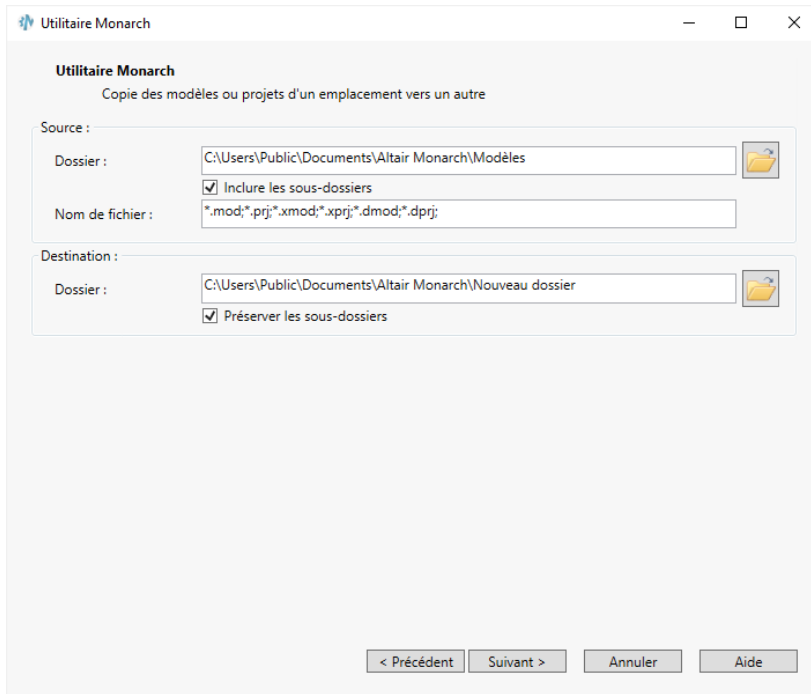 Utilitaire Monarch
Utilitaire Monarch
Copie des modèles ou projets d'un emplacement vers un autre
Source :
Dossier :
C:\Users\Public\Documents\Altair Monarch\Modèles
Inclure les sous-dossiers
Nom de fichier :
*.mod;*.prj;*.xmod;*.xprj;*.dmod;*.dprj;
Destination :
Dossier :
C:\Users\Public\Documents\Altair Monarch\Nouveau dossier
Préserver les sous-dossiers
< Précédent
Suivant >
Annuler
Aide